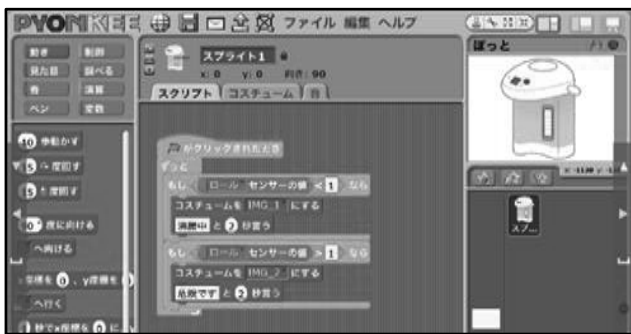 PYONKEE ファイル 編集 ヘルプ
動き 制御
見た目 調べる
音 演算
ペン 変数
スプライト1
x: 0 y: 0 向き: 90
スクリプト コスチューム 音
ぽっと
10 歩動かす
15 度回す
15 度回す
90 度に向ける
へ向ける
x座標を 0 、y座標を
へ行く
1 秒でx座標を 0 に
がクリックされたとき
ずっと
もし ロール センサーの値 < 1 なら
コスチュームを IMG_1 にする
と 2 秒言う
もし ロール センサーの値 > 1 なら
コスチュームを IMG_2 にする
危険です と 2 秒言う
スプ...